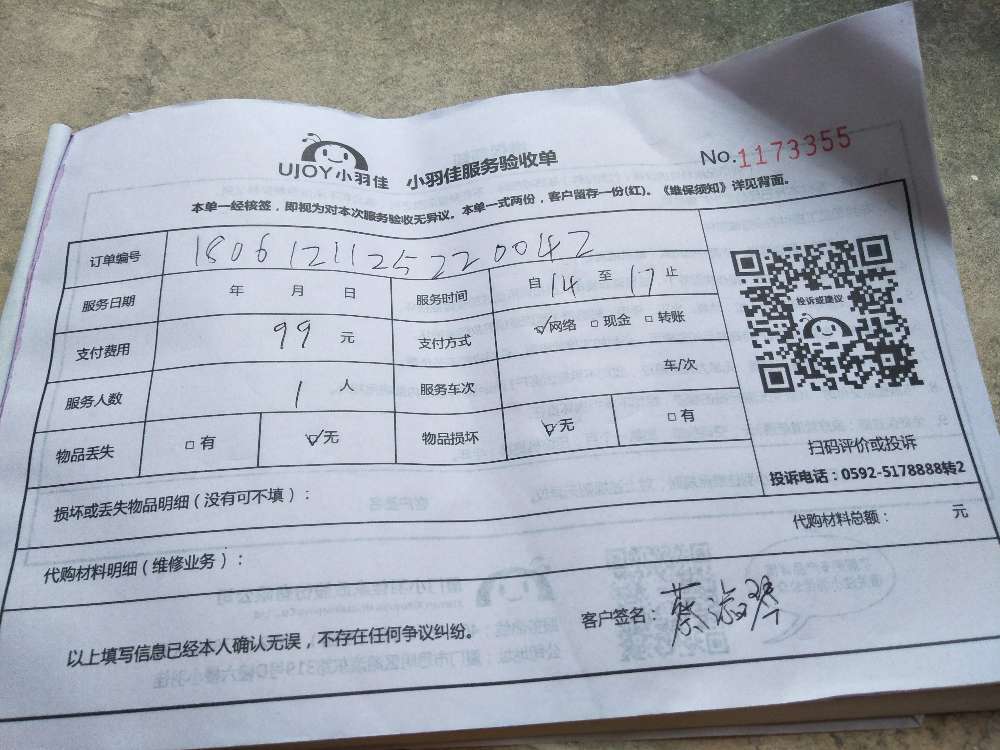 UJOY小羽佳 小羽佳服务验收单 No.1173355
本单一经核签，即视为对本次服务验收无异议。本单一式两份，客户留存一份(红)。《维保须知》详见背面。
订单编号 1806121125220042
服务日期 年 月 日 服务时间 自 14 至 17 止
支付费用 99 元 支付方式 ☑网络 □现金 □转账
服务人数 1 人 服务车次 车/次
物品丢失 □有 ☑无 物品损坏 ☑无 □有
投诉或建议
扫码评价或投诉
投诉电话：0592-5178888转2
损坏或丢失物品明细（没有可不填）：
代购材料明细（维修业务）： 代购材料总额： 元
以上填写信息已经本人确认无误，不存在任何争议纠纷。 客户签名：蔡